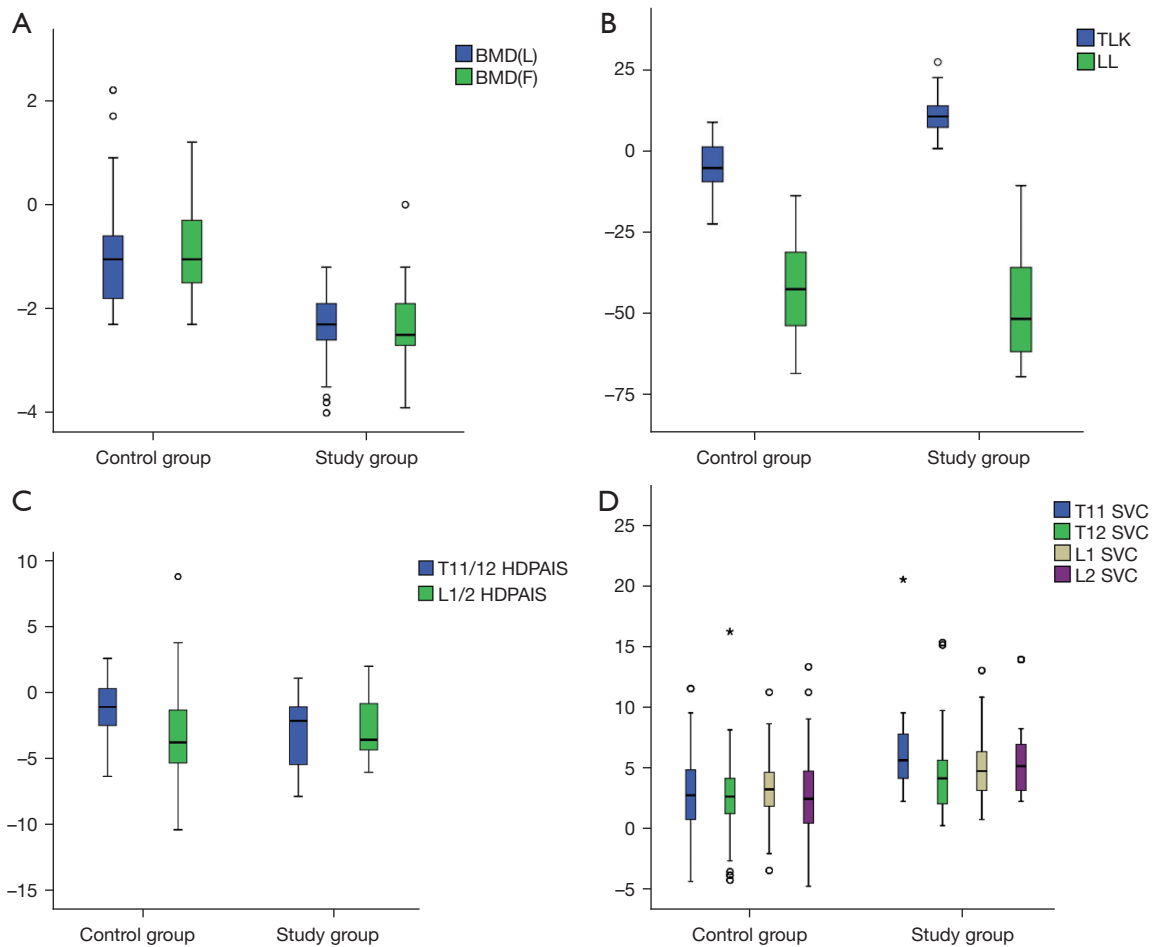 A
BMD(L)
BMD(F)
2
0
−2
−4
Control group
Study group
B
TLK
LL
25
0
−25
−50
−75
Control group
Study group
C
T11/12 HDPAIS
L1/2 HDPAIS
10
5
0
−5
−10
−15
Control group
Study group
D
T11 SVC
T12 SVC
L1 SVC
L2 SVC
25
20
15
10
5
0
−5
Control group
Study group